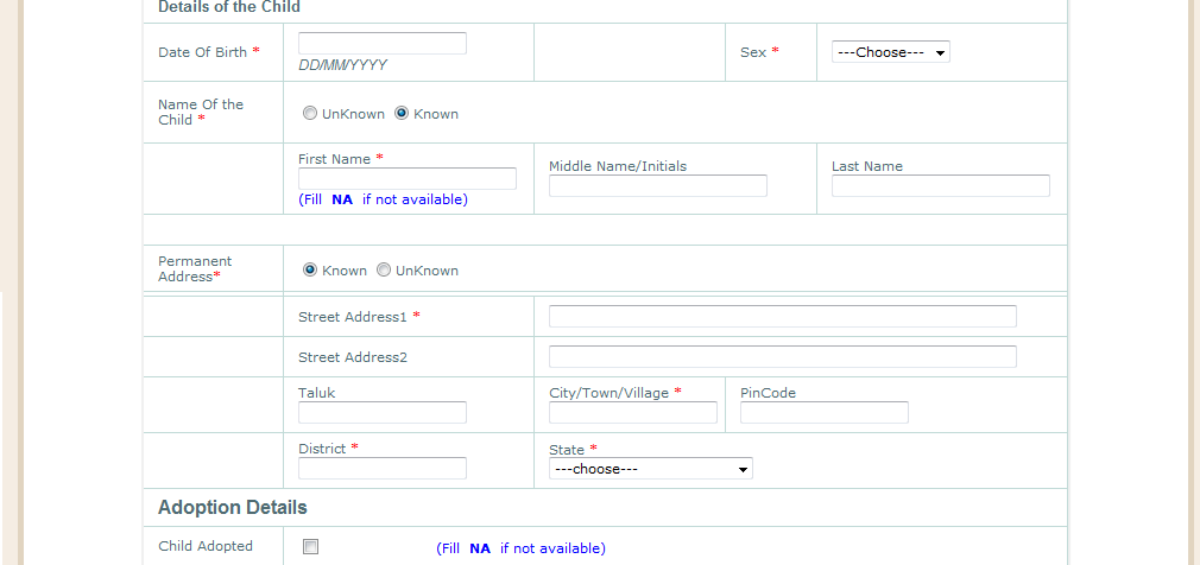 Details of the Child
Date Of Birth *
DD/MM/YYYY
Sex *
---Choose---
Name Of the
Child *
UnKnown Known
First Name *
(Fill NA if not available)
Middle Name/Initials
Last Name
Permanent
Address*
Known UnKnown
Street Address1 *
Street Address2
Taluk
City/Town/Village *
PinCode
District *
State *
---choose---
Adoption Details
Child Adopted
(Fill NA if not available)